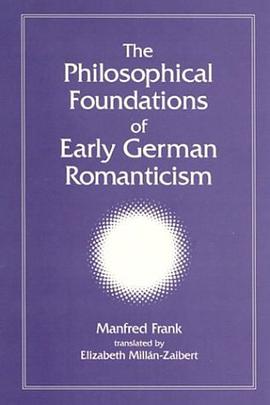 The
Philosophical
Foundations
of
Early German
Romanticism
Manfred Frank
translated by
Elizabeth Millán-Zaibert